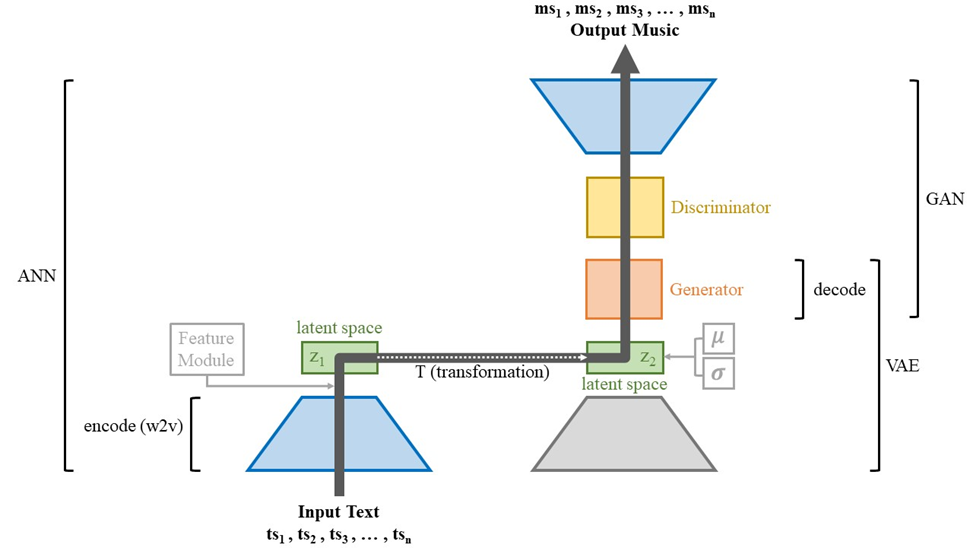 ms1 , ms2 , ms3 , … , msn
Output Music
GAN
Discriminator
ANN
Generator
decode
latent space
Feature
Module
z1
z2
μ
σ
T (transformation)
latent space
VAE
encode (w2v)
Input Text
ts1 , ts2 , ts3 , … , tsn